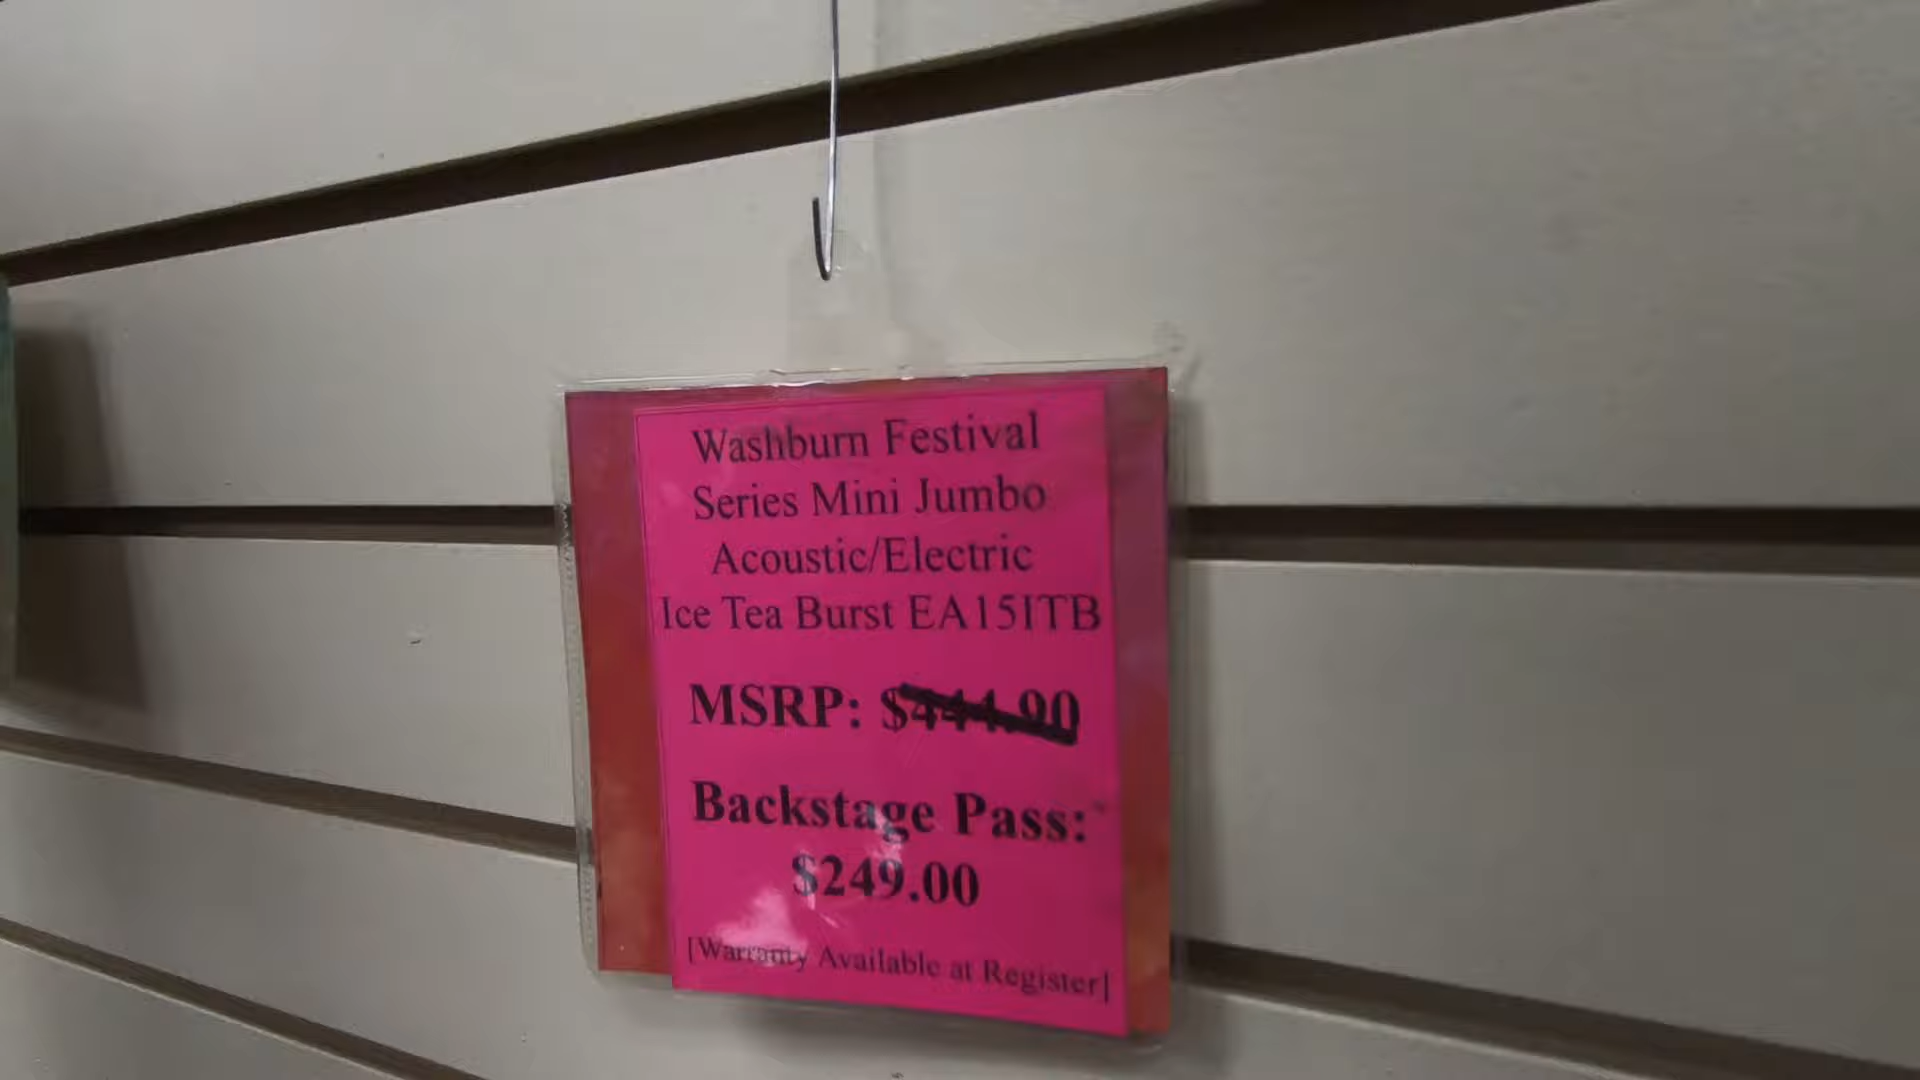 Washburn Festival
Series Mini Jumbo
Acoustic/Electric
Ice Tea Burst EA15ITB
MSRP: $444.90
Backstage Pass:
$249.00
[Warranty Available at Register]